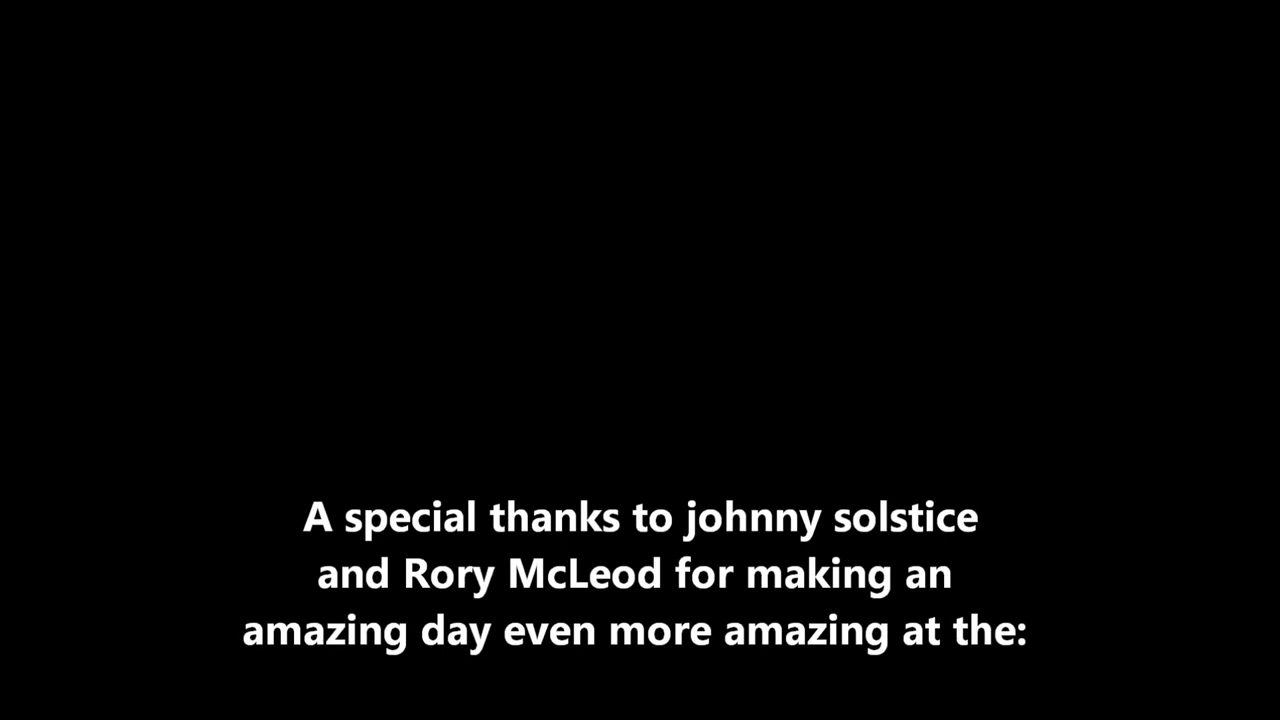 A special thanks to johnny solstice
and Rory McLeod for making an
amazing day even more amazing at the: